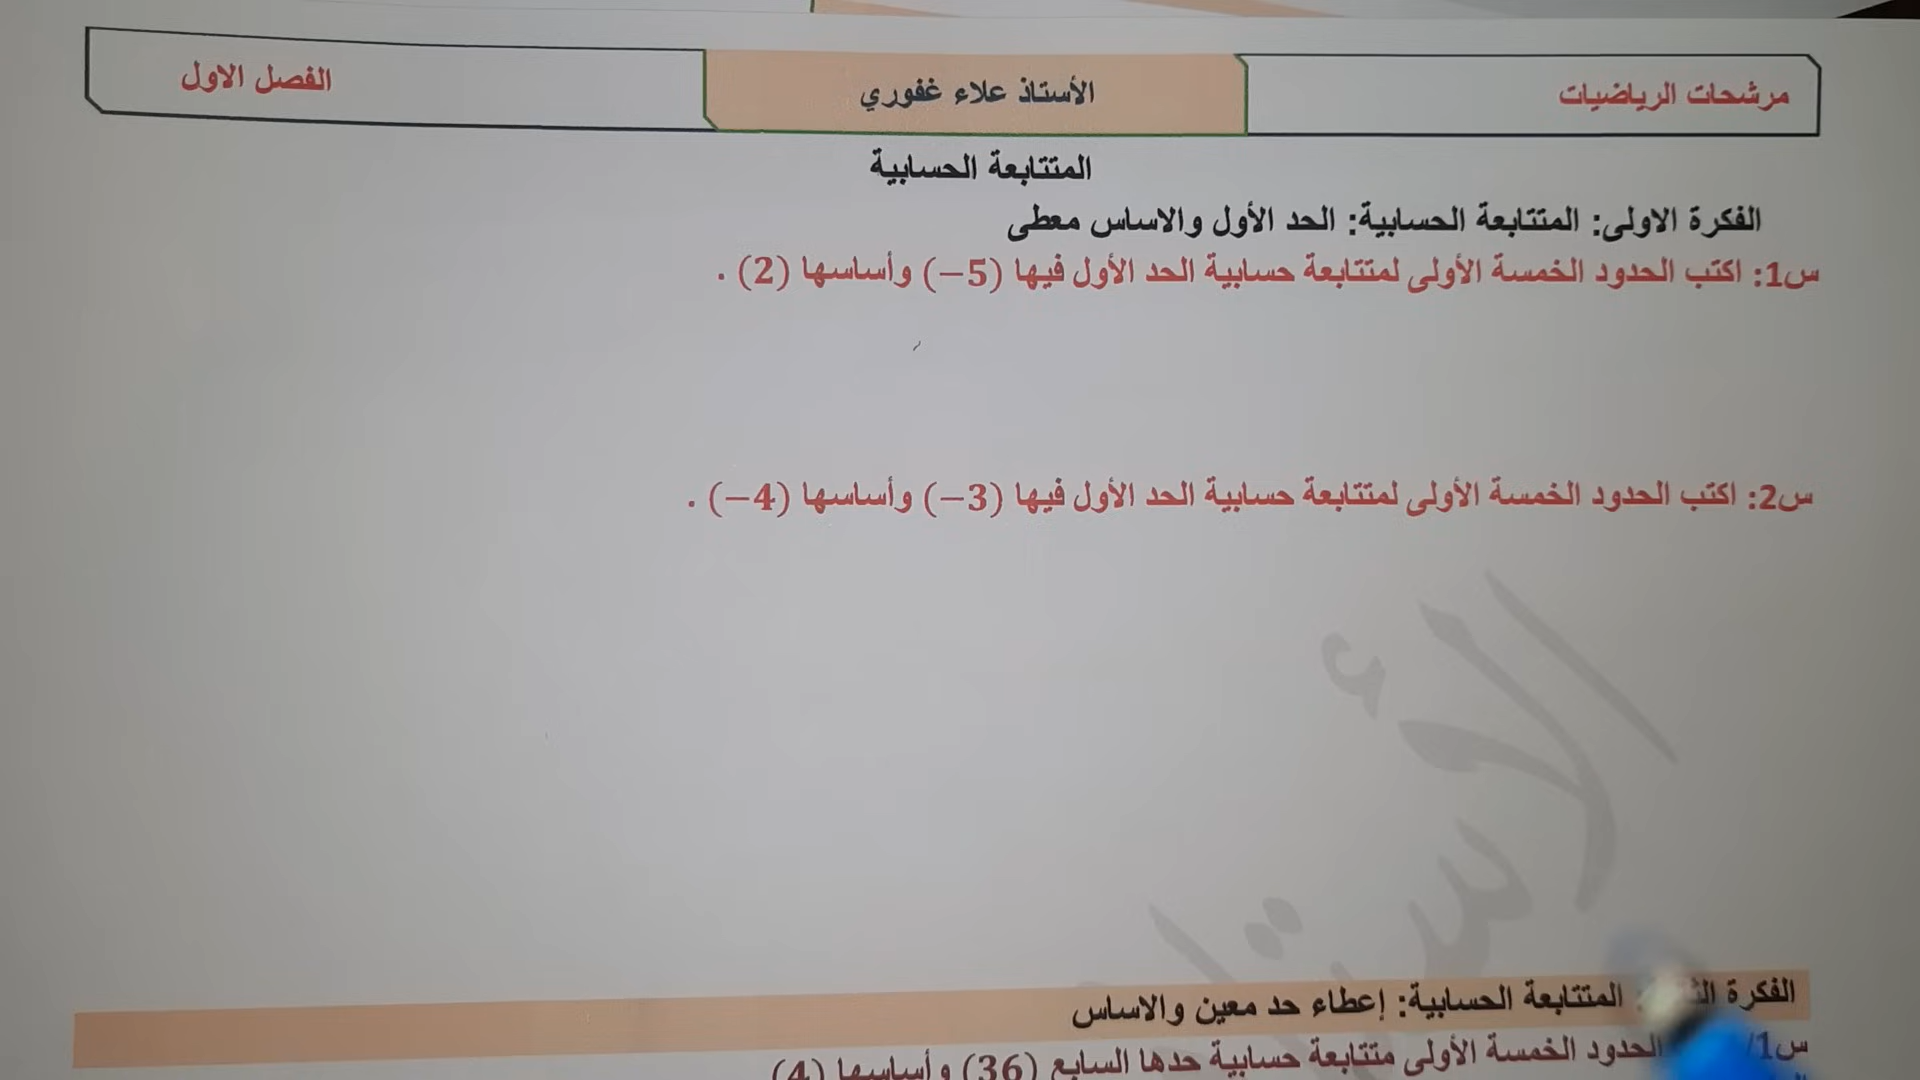 مرشحات الرياضيات
الأستاذ علاء غفوري
الفصل الاول
المتتابعة الحسابية
الفكرة الاولى: المتتابعة الحسابية: الحد الأول والاساس معطى
س1: اكتب الحدود الخمسة الأولى لمتتابعة حسابية الحد الأول فيها (5−) وأساسها (2) .
س2: اكتب الحدود الخمسة الأولى لمتتابعة حسابية الحد الأول فيها (3−) وأساسها (4−) .
الفكرة : المتتابعة الحسابية: إعطاء حد معين والاساس
س1/ الحدود الخمسة الأولى متتابعة حسابية حدها السابع (36) وأساسها (4)